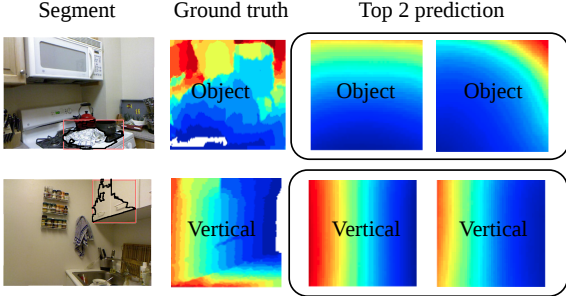 Segment Ground truth Top 2 prediction
Object Object Object
Vertical Vertical Vertical